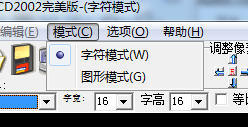 CD2002完美版-(字符模式)
编辑(E) 模式(C) 选项(O) 帮助(H)
字符模式(W) 调整像
图形模式(G)
字宽: 16 字高 16 等比